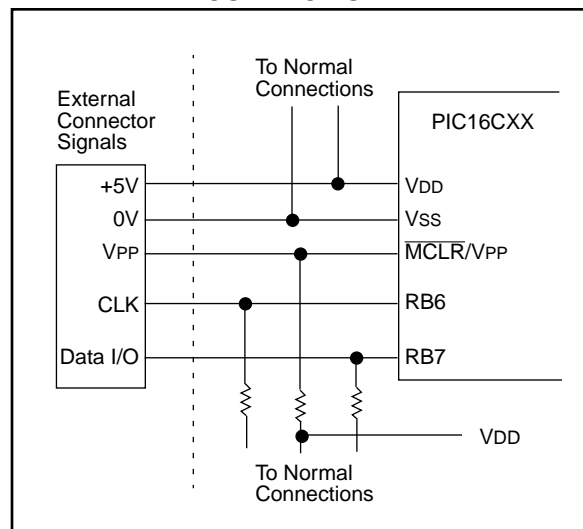 To Normal
Connections
External
Connector
Signals
PIC16CXX
+5V
VDD
0V
VSS
VPP
MCLR/VPP
CLK
RB6
Data I/O
RB7
VDD
To Normal
Connections